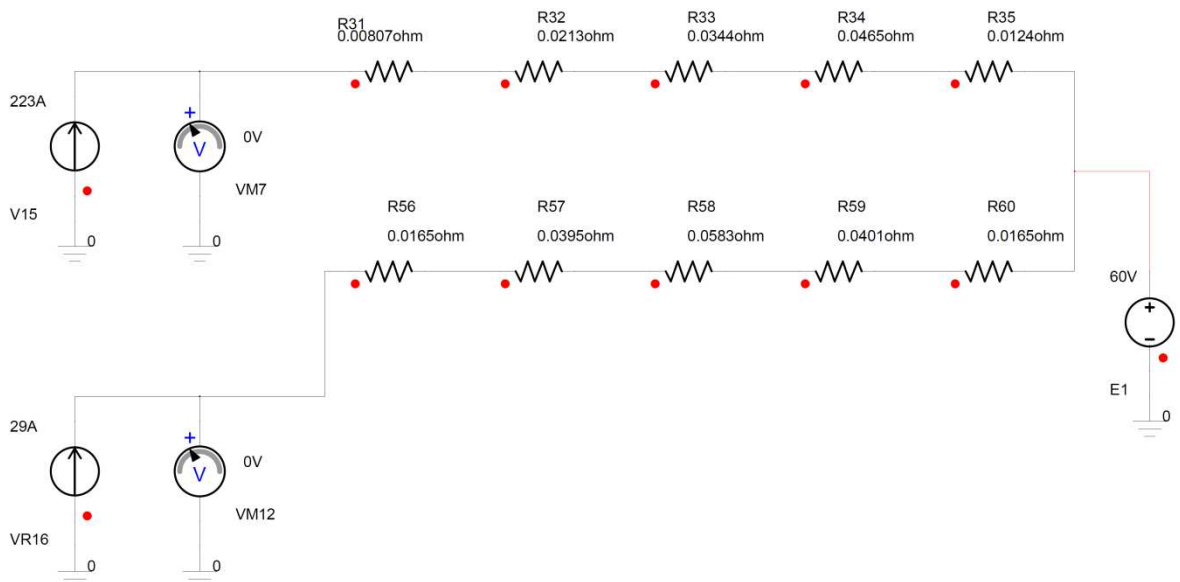 R31
0.00807ohm
R32
0.0213ohm
R33
0.0344ohm
R34
0.0465ohm
R35
0.0124ohm
223A
+
0V
V
VM7
V15
0
0
R56
0.0165ohm
R57
0.0395ohm
R58
0.0583ohm
R59
0.0401ohm
R60
0.0165ohm
60V
+
−
E1
0
29A
+
0V
V
VM12
VR16
0
0